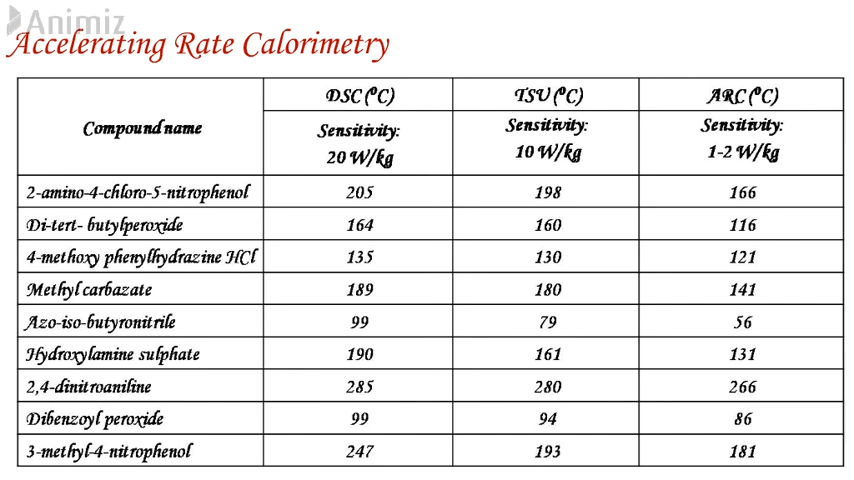 Animiz
Accelerating Rate Calorimetry
Compound name DSC (⁰C) TSU (⁰C) ARC (⁰C)
Sensitivity: 20 W/kg Sensitivity: 10 W/kg Sensitivity: 1-2 W/kg
2-amino-4-chloro-5-nitrophenol 205 198 166
Di-tert- butylperoxide 164 160 116
4-methoxy phenylhydrazine HCl 135 130 121
Methyl carbazate 189 180 141
Azo-iso-butyronitrile 99 79 56
Hydroxylamine sulphate 190 161 131
2,4-dinitroaniline 285 280 266
Dibenzoyl peroxide 99 94 86
3-methyl-4-nitrophenol 247 193 181